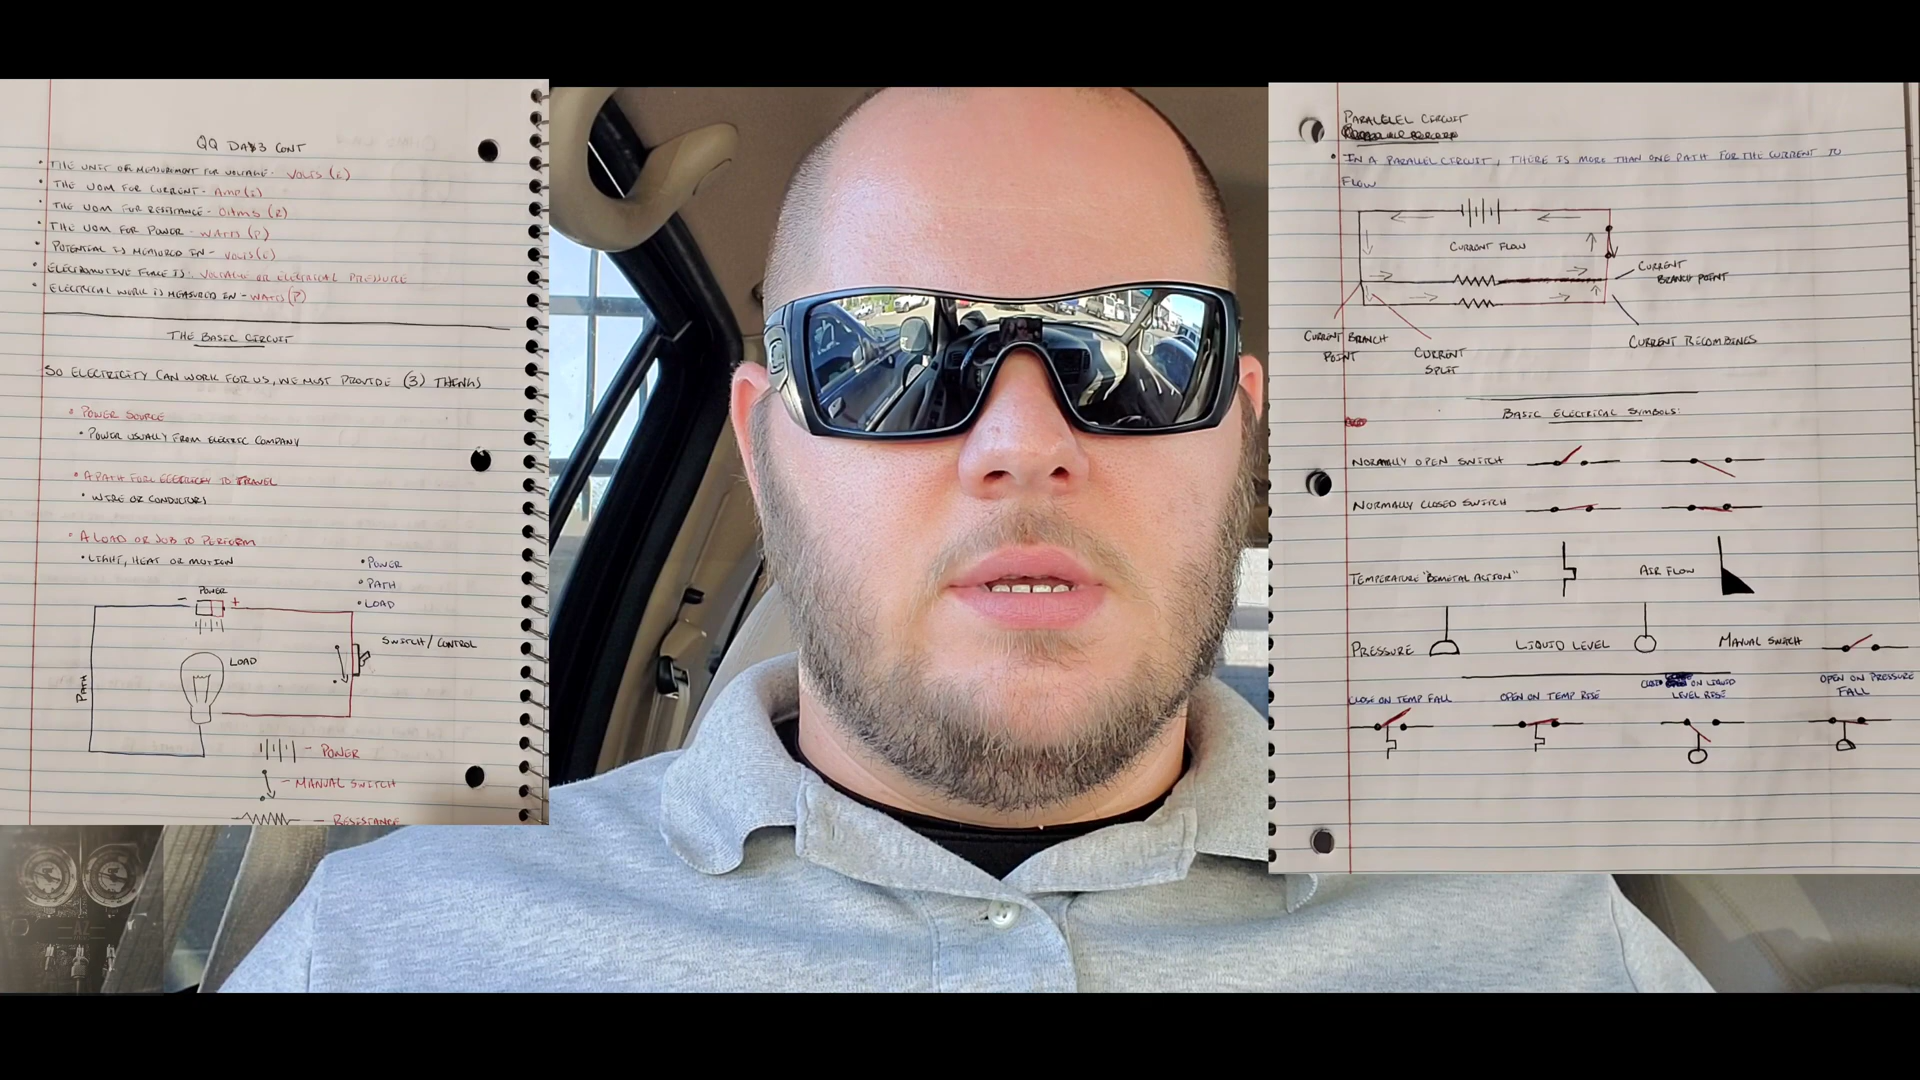 QQ DAY3 CONT
• THE UNIT OF MEASUREMENT FOR VOLTAGE - VOLTS (E)
• THE UOM FOR CURRENT - AMP (I)
• THE UOM FOR RESISTANCE - OHMS (R)
• THE UOM FOR POWER - WATTS (P)
• POTENTIAL IS MEASURED IN - VOLTS (E)
• ELECTROMOTIVE FORCE IS - VOLTAGE OR ELECTRICAL PRESSURE
• ELECTRICAL WORK IS MEASURED IN - WATTS (P)
THE BASIC CIRCUIT
SO ELECTRICITY CAN WORK FOR US, WE MUST PROVIDE (3) THINGS
• POWER SOURCE
• POWER USUALLY FROM ELECTRIC COMPANY
• A PATH FOR ELECTRICITY TO TRAVEL
• WIRE OR CONDUCTORS
• A LOAD OR JOB TO PERFORM
• LIGHT, HEAT OR MOTION
• POWER
• PATH
• LOAD
POWER
- +
SWITCH/CONTROL
LOAD
PATH
- POWER
- MANUAL SWITCH
- RESISTANCE
AZ
PARALLEL CIRCUIT
• IN A PARALLEL CIRCUIT, THERE IS MORE THAN ONE PATH FOR THE CURRENT TO
FLOW
CURRENT FLOW
CURRENT
BRANCH POINT
CURRENT BRANCH
POINT
CURRENT
SPLIT
CURRENT RECOMBINES
BASIC ELECTRICAL SYMBOLS:
NORMALLY OPEN SWITCH
NORMALLY CLOSED SWITCH
TEMPERATURE "BIMETAL ACTION"
AIR FLOW
PRESSURE
LIQUID LEVEL
MANUAL SWITCH
CLOSE ON TEMP FALL
OPEN ON TEMP RISE
ON LIQUID
LEVEL RISE
OPEN ON PRESSURE
FALL